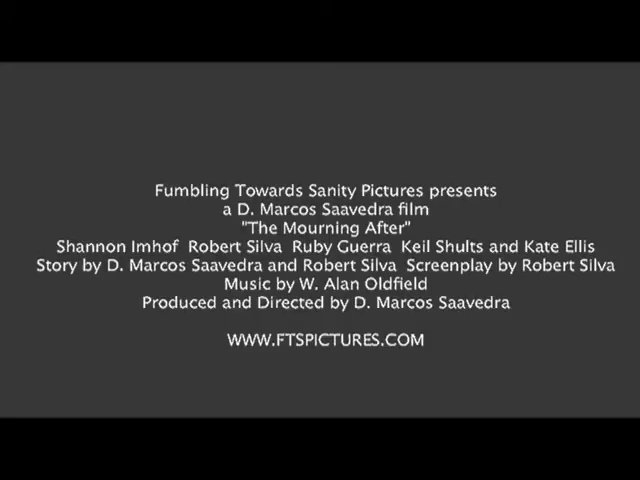 Fumbling Towards Sanity Pictures presents
a D. Marcos Saavedra film
"The Mourning After"
Shannon Imhof  Robert Silva  Ruby Guerra  Keil Shults and Kate Ellis
Story by D. Marcos Saavedra and Robert Silva  Screenplay by Robert Silva
Music by W. Alan Oldfield
Produced and Directed by D. Marcos Saavedra
WWW.FTSPICTURES.COM